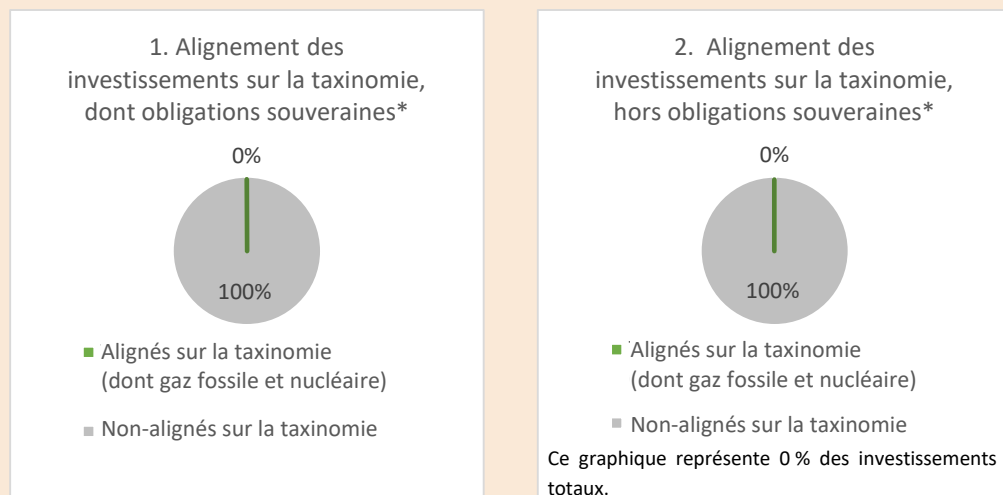 1. Alignement des
investissements sur la taxinomie,
dont obligations souveraines*
0%
100%
Alignés sur la taxinomie
(dont gaz fossile et nucléaire)
Non-alignés sur la taxinomie
2. Alignement des
investissements sur la taxinomie,
hors obligations souveraines*
0%
100%
Alignés sur la taxinomie
(dont gaz fossile et nucléaire)
Non-alignés sur la taxinomie
Ce graphique représente 0 % des investissements
totaux.